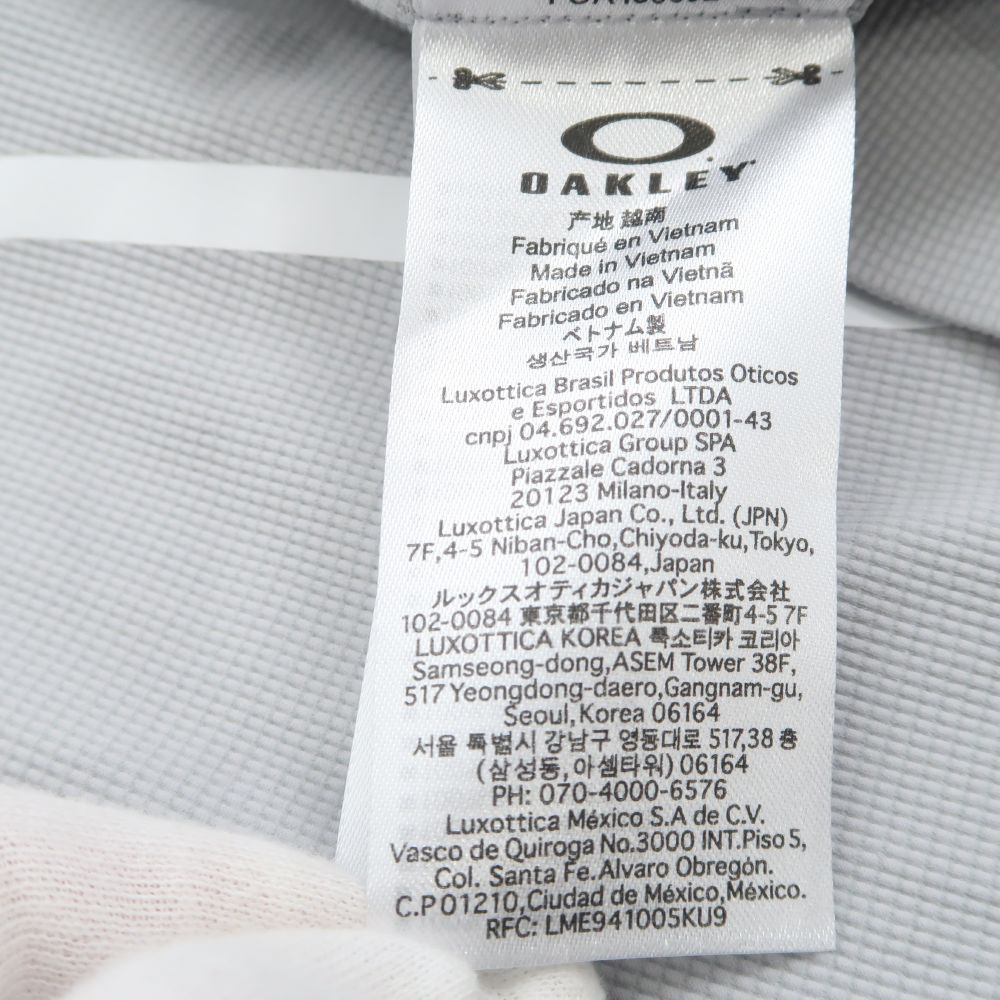 OAKLEY
产地 越南
Fabriqué en Vietnam
Made in Vietnam
Fabricado na Vietnã
Fabricado en Vietnam
ベトナム製
생산국가 베트남
Luxottica Brasil Produtos Oticos
e Esportidos LTDA
cnpj 04.692.027/0001-43
Luxottica Group SPA
Piazzale Cadorna 3
20123 Milano-Italy
Luxottica Japan Co., Ltd. (JPN)
7F,4-5 Niban-Cho,Chiyoda-ku,Tokyo,
102-0084,Japan
ルックスオティカジャパン株式会社
102-0084 東京都千代田区二番町4-5 7F
LUXOTTICA KOREA 룩소티카 코리아
Samseong-dong,ASEM Tower 38F,
517 Yeongdong-daero,Gangnam-gu,
Seoul,Korea 06164
서울 특별시 강남구 영동대로 517,38 층
(삼성동,아셈타워) 06164
PH: 070-4000-6576
Luxottica México S.A de C.V.
Vasco de Quiroga No.3000 INT.Piso 5,
Col. Santa Fe.Alvaro Obregón.
C.P 01210,Ciudad de México,México.
RFC: LME941005KU9